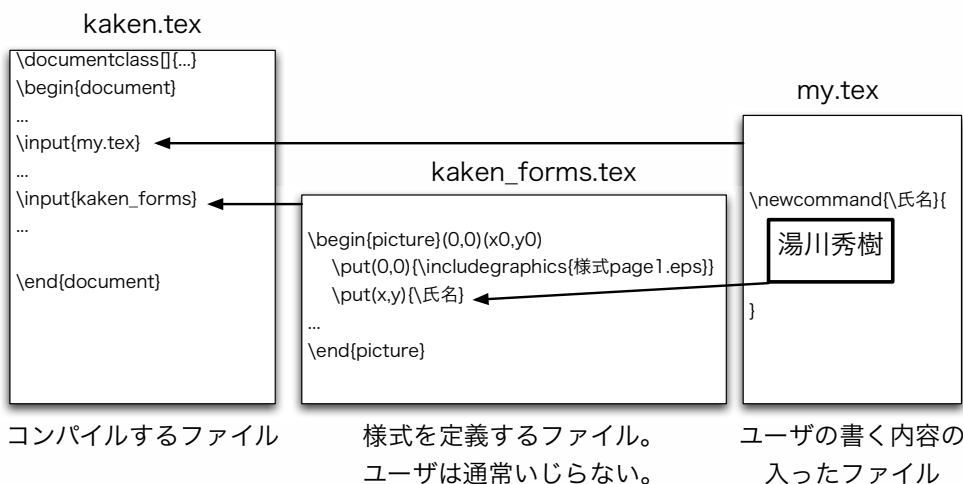 kaken.tex
\documentclass[]{...}
\begin{document}
...
\input{my.tex}
...
\input{kaken_forms}
...
\end{document}
コンパイルするファイル
kaken_forms.tex
\begin{picture}(0,0)(x0,y0)
\put(0,0){\includegraphics{様式page1.eps}}
\put(x,y){\氏名}
...
\end{picture}
様式を定義するファイル。
ユーザは通常いじらない。
my.tex
\newcommand{\氏名}{
湯川秀樹
}
ユーザの書く内容の
入ったファイル